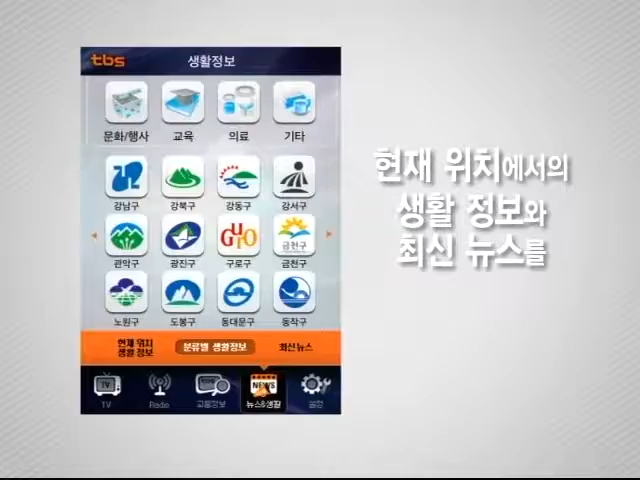 tbs 생활정보
문화/행사 교육 의료 기타
강남구 강북구 강동구 강서구
GURO 금천구
관악구 광진구 구로구 금천구
노원구 도봉구 동대문구 동작구
현재 위치
생활 정보
분류별 생활정보
최신뉴스
TV
NEWS
TV Radio 교통정보 뉴스&생활 설정
현재 위치에서의
생활 정보와
최신 뉴스를